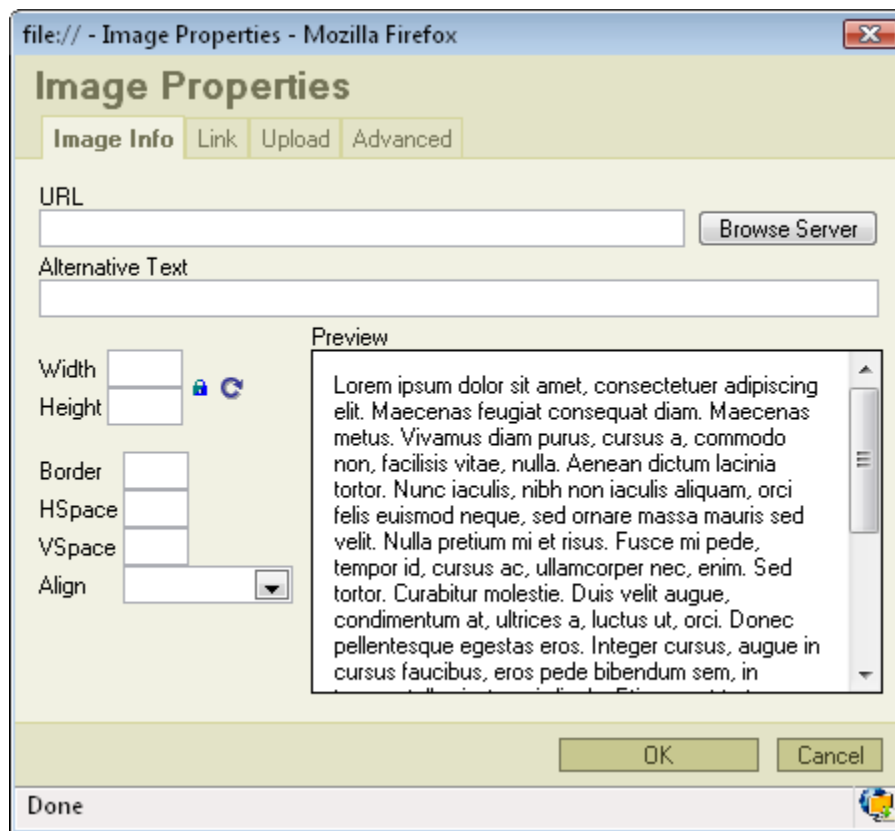 file:// - Image Properties - Mozilla Firefox
Image Properties
Image Info Link Upload Advanced
URL
Browse Server
Alternative Text
Preview
Width
Height
Border
HSpace
VSpace
Align
Lorem ipsum dolor sit amet, consectetuer adipiscing
elit. Maecenas feugiat consequat diam. Maecenas
metus. Vivamus diam purus, cursus a, commodo
non, facilisis vitae, nulla. Aenean dictum lacinia
tortor. Nunc iaculis, nibh non iaculis aliquam, orci
felis euismod neque, sed ornare massa mauris sed
velit. Nulla pretium mi et risus. Fusce mi pede,
tempor id, cursus ac, ullamcorper nec, enim. Sed
tortor. Curabitur molestie. Duis velit augue,
condimentum at, ultrices a, luctus ut, orci. Donec
pellentesque egestas eros. Integer cursus, augue in
cursus faucibus, eros pede bibendum sem, in
OK Cancel
Done